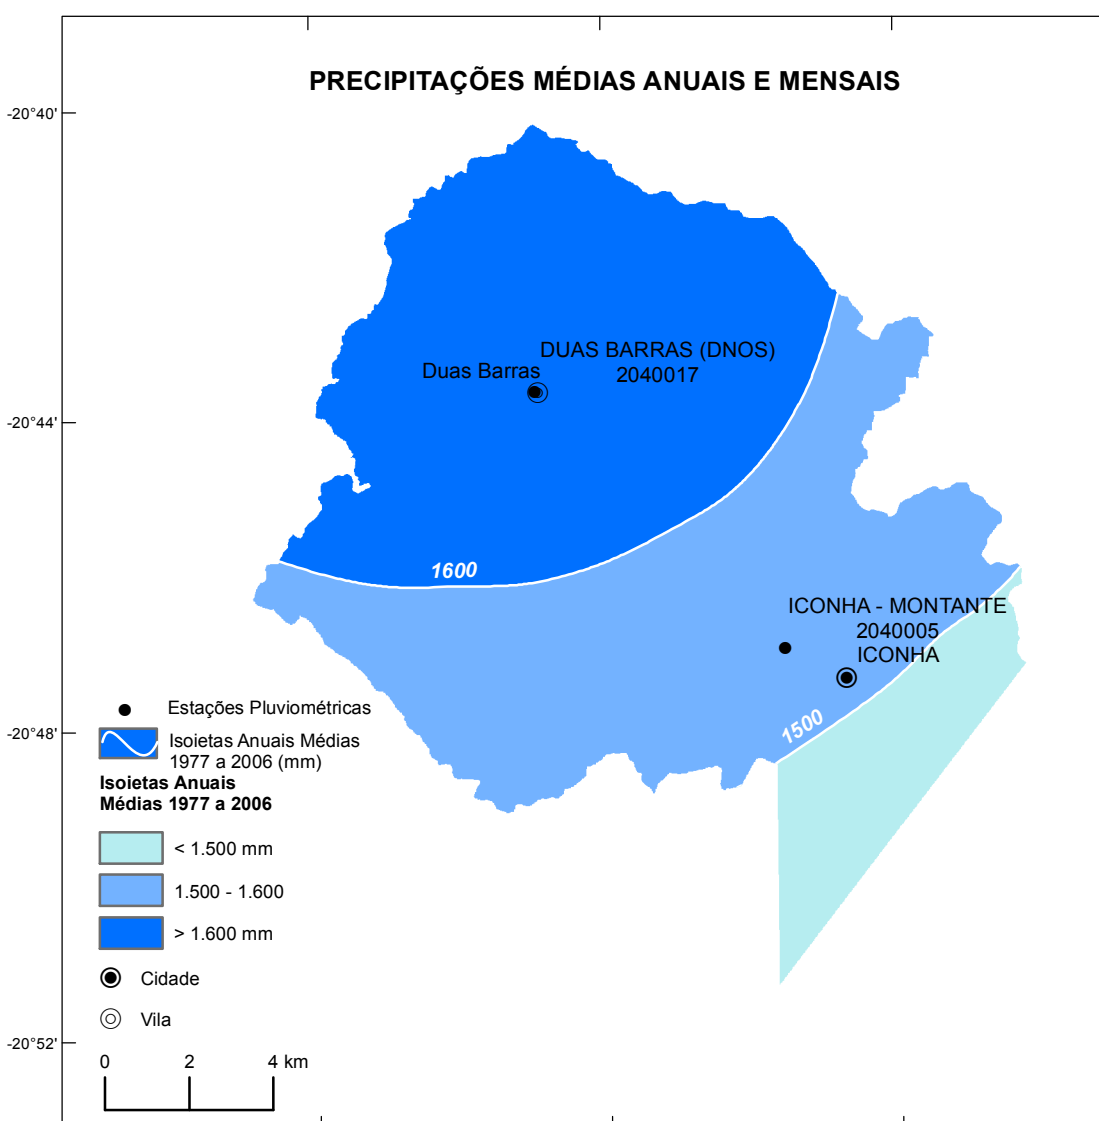 PRECIPITAÇÕES MÉDIAS ANUAIS E MENSAIS
-20°40'
DUAS BARRAS (DNOS)
Duas Barras
2040017
-20°44'
1600
ICONHA - MONTANTE
2040005
ICONHA
1500
-20°48'
Estações Pluviométricas
Isoietas Anuais Médias
1977 a 2006 (mm)
Isoietas Anuais
Médias 1977 a 2006
< 1.500 mm
1.500 - 1.600
> 1.600 mm
Cidade
Vila
-20°52'
0 2 4 km